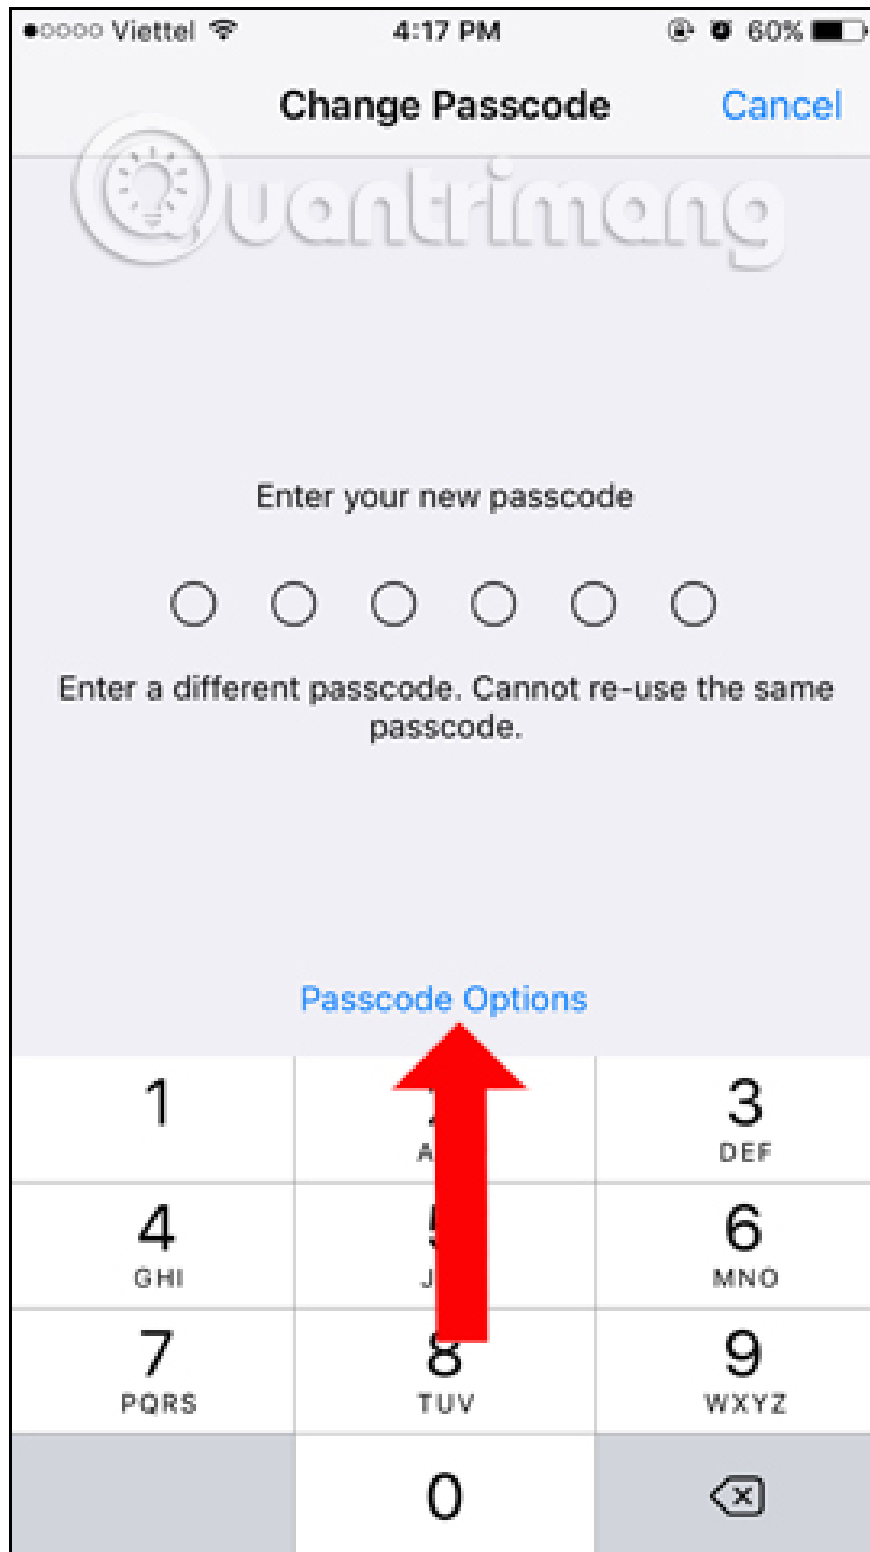 Viettel 4:17 PM 60%
Change Passcode Cancel
Quantrimang
Enter your new passcode
Enter a different passcode. Cannot re-use the same
passcode.
Passcode Options
1 3
DEF
4 6
GHI MNO
7 8 9
PQRS TUV WXYZ
0